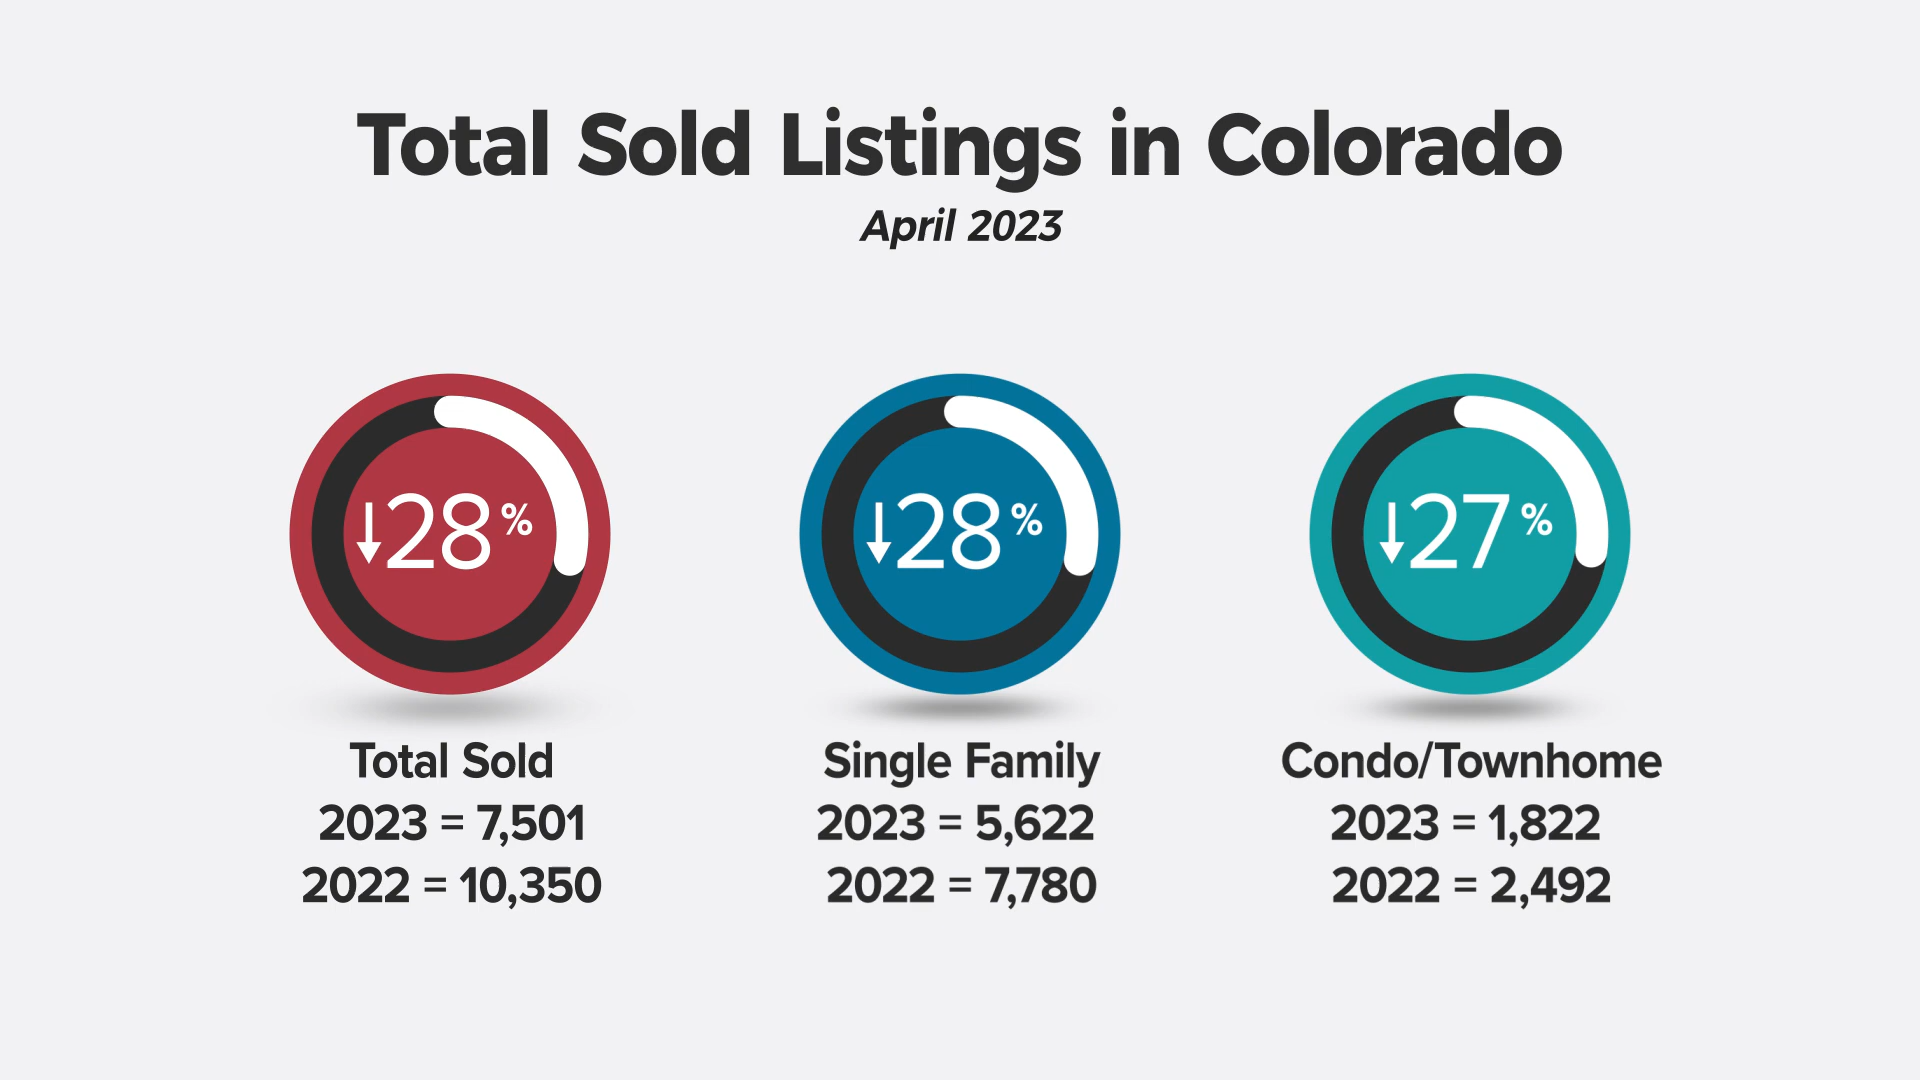 Total Sold Listings in Colorado
April 2023
↓28%
↓28%
↓27%
Total Sold
2023 = 7,501
2022 = 10,350
Single Family
2023 = 5,622
2022 = 7,780
Condo/Townhome
2023 = 1,822
2022 = 2,492